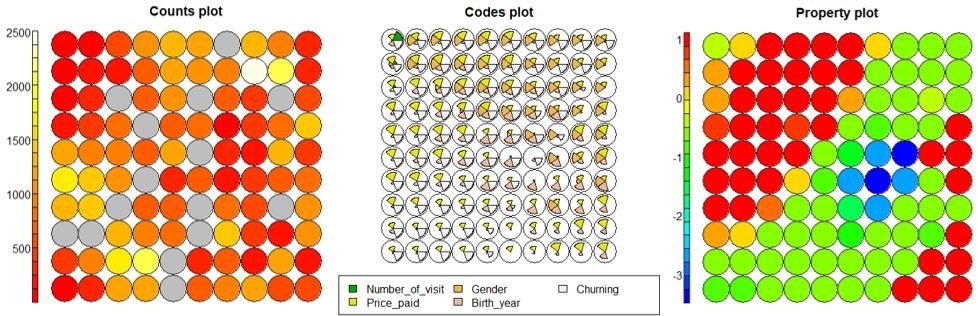 Counts plot
2500
2000
1500
1000
500
Codes plot
Number_of_visit
Gender
Churning
Price_paid
Birth_year
Property plot
1
0
-1
-2
-3